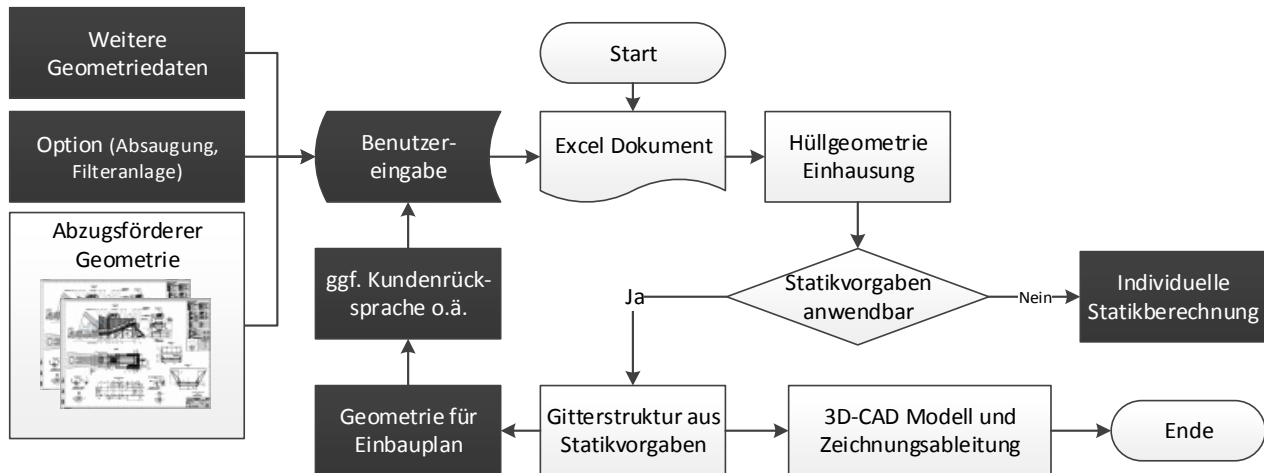 Weitere
Geometriedaten
Option (Absaugung,
Filteranlage)
Abzugsförderer
Geometrie
Benutzer-
eingabe
ggf. Kundenrück-
sprache o.ä.
Geometrie für
Einbauplan
Start
Excel Dokument
Hüllgeometrie
Einhausung
Statikvorgaben
anwendbar
Ja
Nein
Individuelle
Statikberechnung
Gitterstruktur aus
Statikvorgaben
3D-CAD Modell und
Zeichnungsableitung
Ende